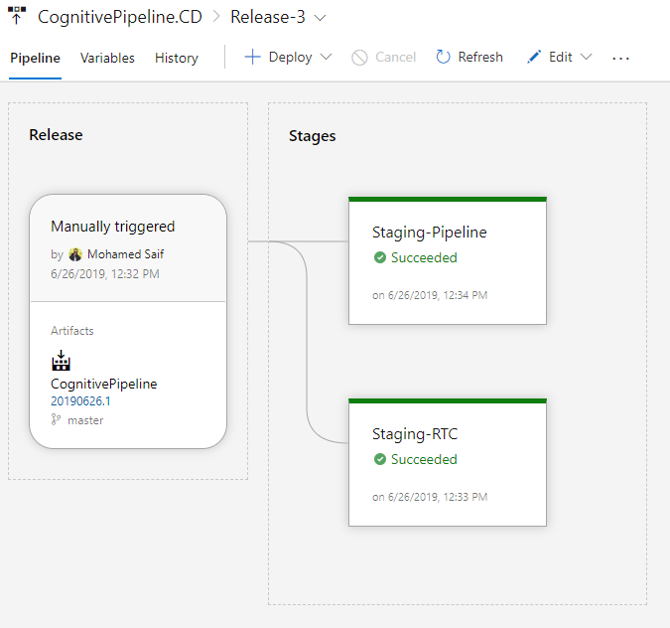 CognitivePipeline.CD > Release-3
Pipeline Variables History + Deploy Cancel Refresh Edit ...
Release
Manually triggered
by Mohamed Saif
6/26/2019, 12:32 PM
Artifacts
CognitivePipeline
20190626.1
master
Stages
Staging-Pipeline
Succeeded
on 6/26/2019, 12:34 PM
Staging-RTC
Succeeded
on 6/26/2019, 12:33 PM